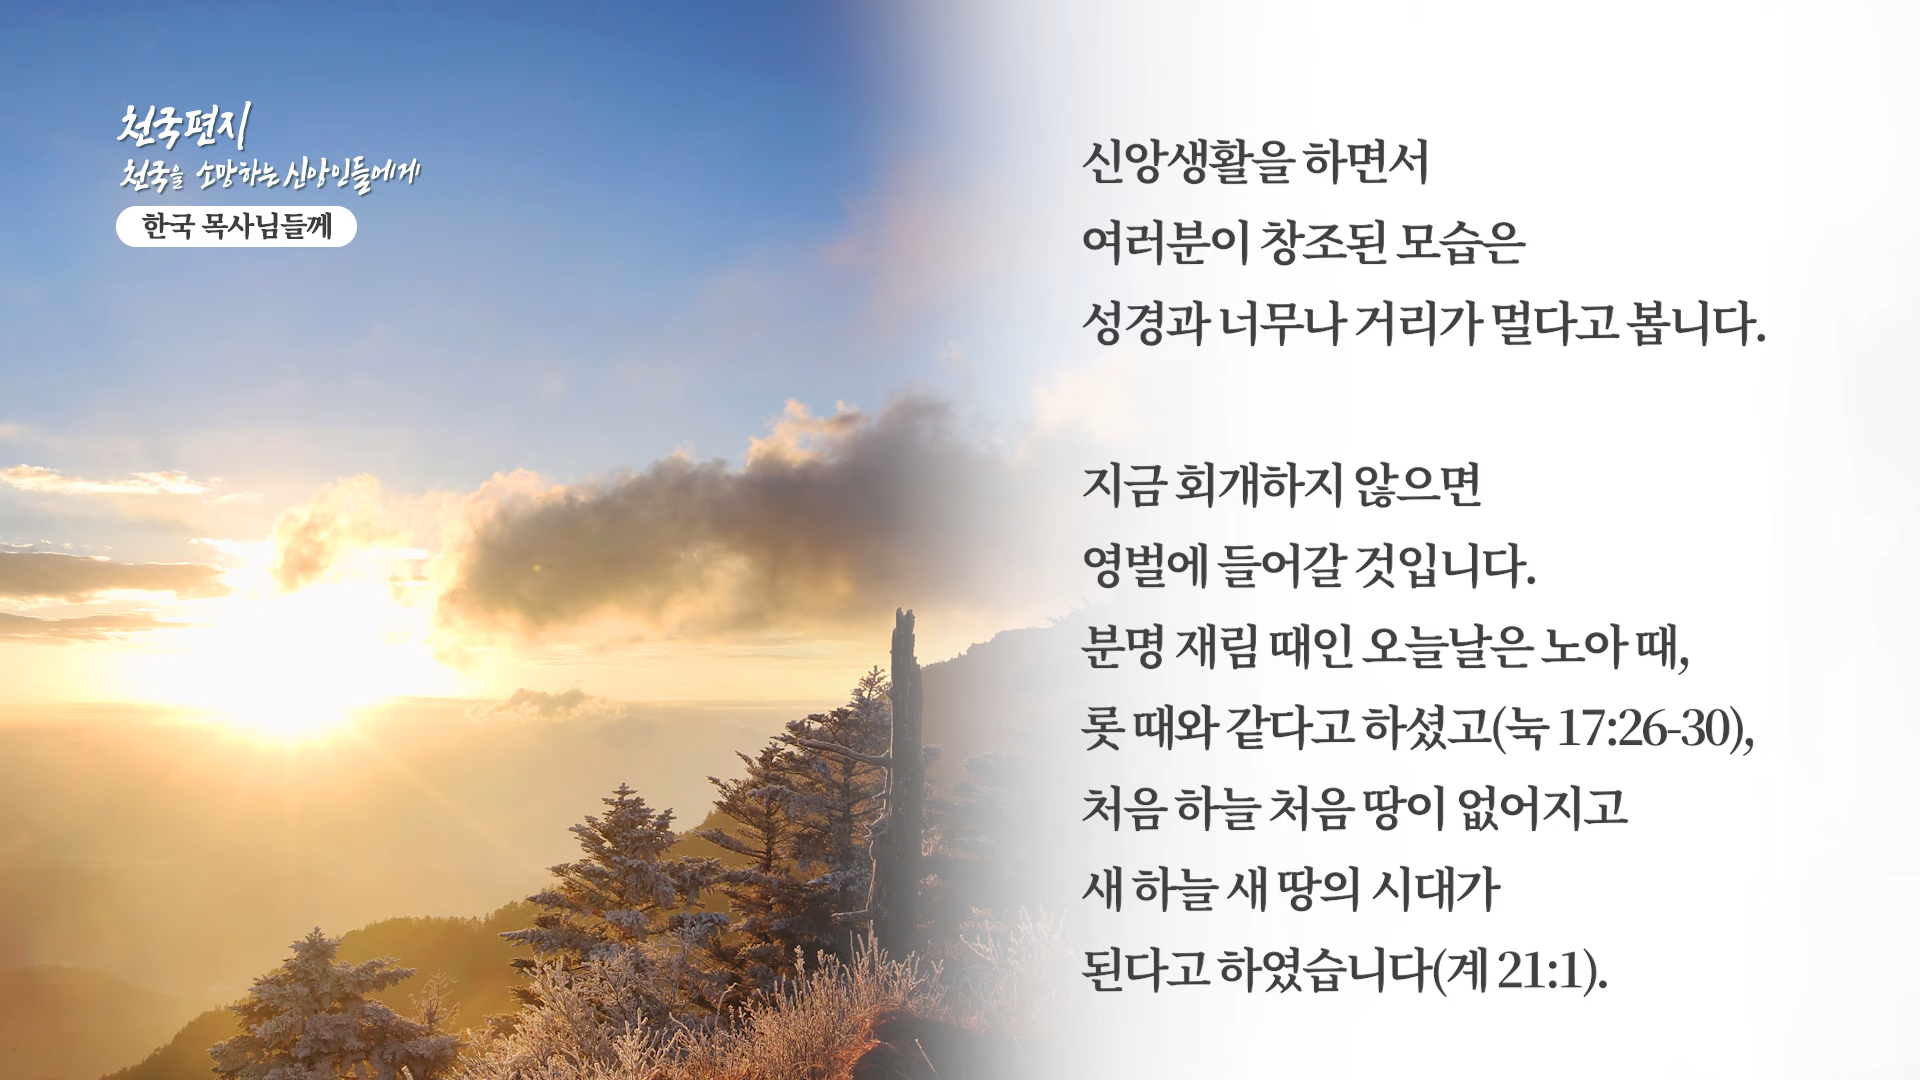 천국편지
천국을 소망하는 신앙인들에게
한국 목사님들께
신앙생활을 하면서
여러분이 창조된 모습은
성경과 너무나 거리가 멀다고 봅니다.
지금 회개하지 않으면
영벌에 들어갈 것입니다.
분명 재림 때인 오늘날은 노아 때,
롯 때와 같다고 하셨고(눅 17:26-30),
처음 하늘 처음 땅이 없어지고
새 하늘 새 땅의 시대가
된다고 하였습니다(계 21:1).